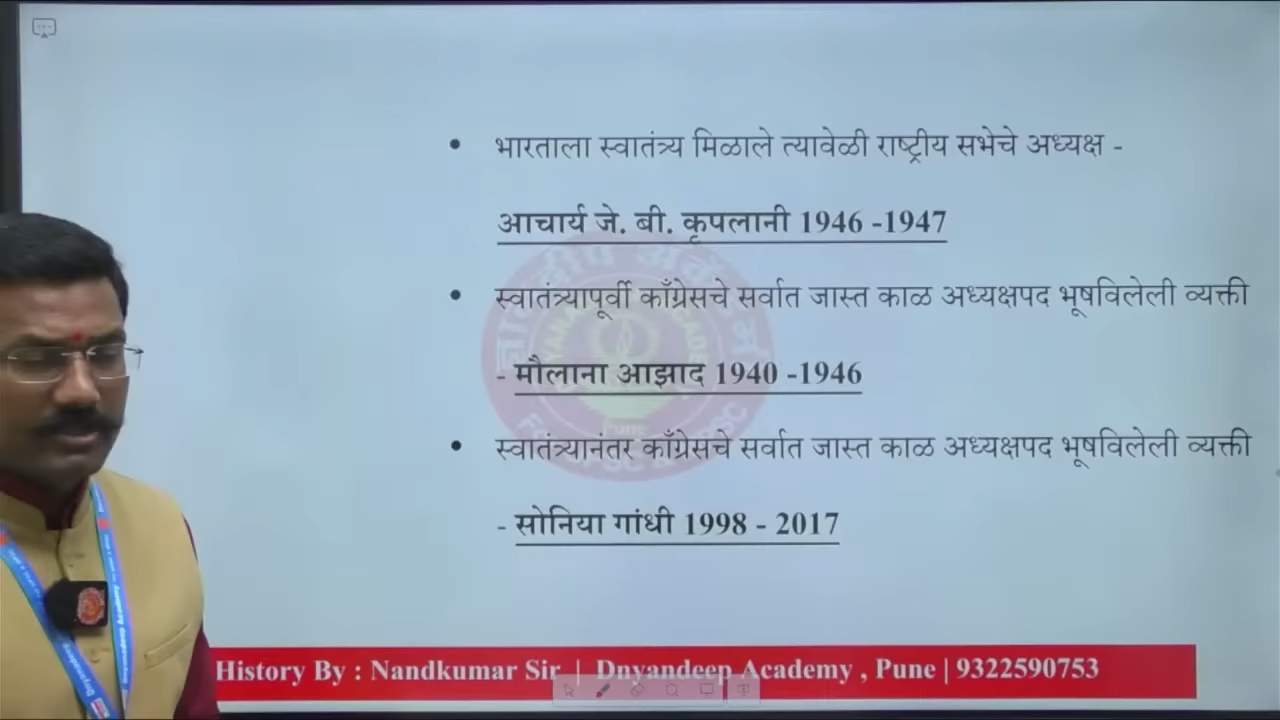 • भारताला स्वातंत्र्य मिळाले त्यावेळी राष्ट्रीय सभेचे अध्यक्ष -
आचार्य जे. बी. कृपलानी 1946 -1947
• स्वातंत्र्यापूर्वी काँग्रेसचे सर्वात जास्त काळ अध्यक्षपद भूषविलेली व्यक्ती
- मौलाना आझाद 1940 -1946
• स्वातंत्र्यानंतर काँग्रेसचे सर्वात जास्त काळ अध्यक्षपद भूषविलेली व्यक्ती
- सोनिया गांधी 1998 - 2017
History By : Nandkumar Sir | Dnyandeep Academy , Pune | 9322590753